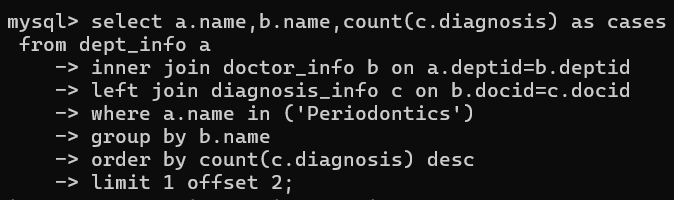 mysql> select a.name,b.name,count(c.diagnosis) as cases
 from dept_info a
    -> inner join doctor_info b on a.deptid=b.deptid
    -> left join diagnosis_info c on b.docid=c.docid
    -> where a.name in ('Periodontics')
    -> group by b.name
    -> order by count(c.diagnosis) desc
    -> limit 1 offset 2;